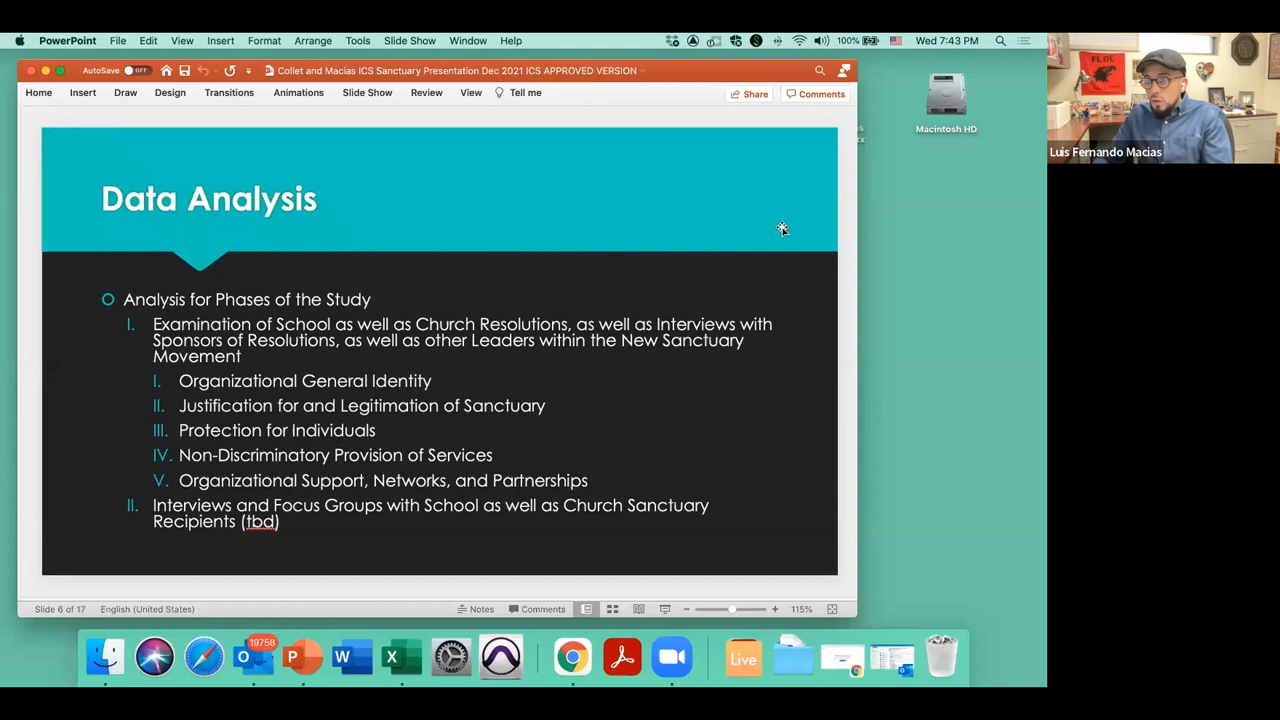 PowerPoint File Edit View Insert Format Arrange Tools Slide Show Window Help 100% Wed 7:43 PM
AutoSave OFF Collet and Macias ICS Sanctuary Presentation Dec 2021 ICS APPROVED VERSION
Home Insert Draw Design Transitions Animations Slide Show Review View Tell me Share Comments
Macintosh HD
FLOC
Luis Fernando Macias
Data Analysis
Analysis for Phases of the Study
I. Examination of School as well as Church Resolutions, as well as Interviews with
Sponsors of Resolutions, as well as other Leaders within the New Sanctuary
Movement
I. Organizational General Identity
II. Justification for and Legitimation of Sanctuary
III. Protection for Individuals
IV. Non-Discriminatory Provision of Services
V. Organizational Support, Networks, and Partnerships
II. Interviews and Focus Groups with School as well as Church Sanctuary
Recipients (tbd)
Slide 6 of 17 English (United States) Notes Comments 115%
19758
Live